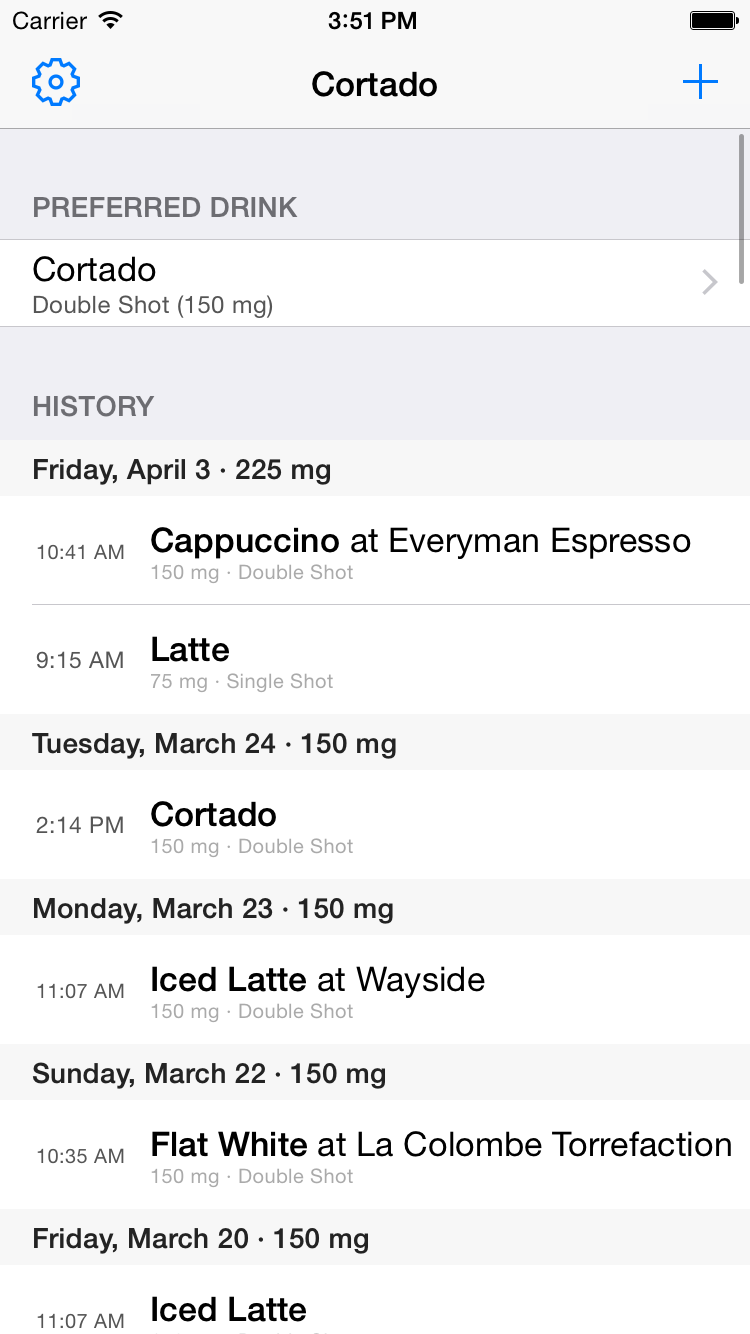 Carrier 3:51 PM
Cortado
PREFERRED DRINK
Cortado
Double Shot (150 mg)
HISTORY
Friday, April 3 · 225 mg
10:41 AM Cappuccino at Everyman Espresso
150 mg · Double Shot
9:15 AM Latte
75 mg · Single Shot
Tuesday, March 24 · 150 mg
2:14 PM Cortado
150 mg · Double Shot
Monday, March 23 · 150 mg
11:07 AM Iced Latte at Wayside
150 mg · Double Shot
Sunday, March 22 · 150 mg
10:35 AM Flat White at La Colombe Torrefaction
150 mg · Double Shot
Friday, March 20 · 150 mg
11:07 AM Iced Latte